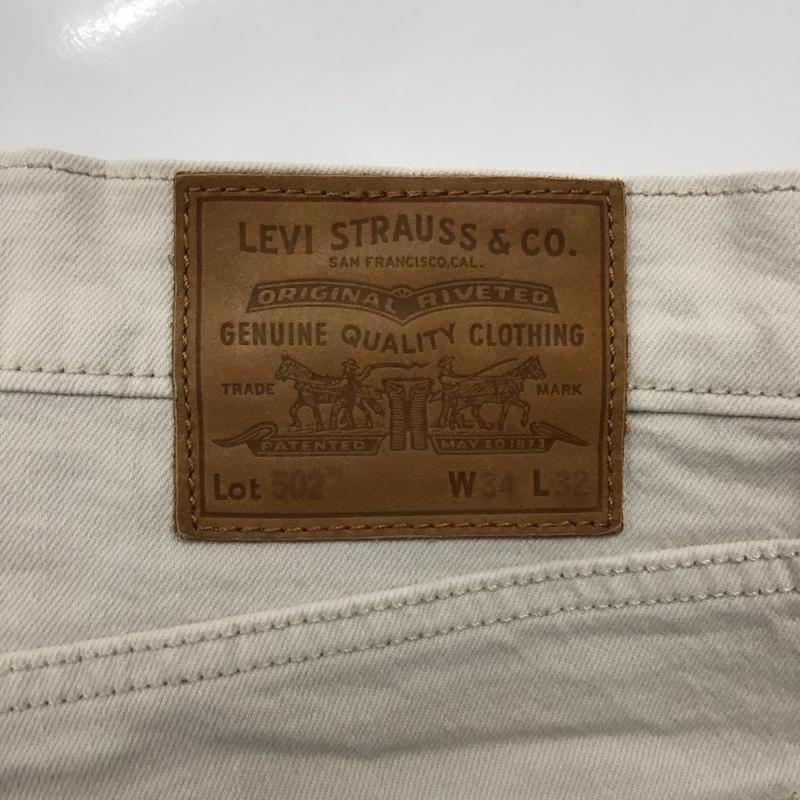 LEVI STRAUSS & CO.
SAN FRANCISCO, CAL.
ORIGINAL RIVETED
GENUINE QUALITY CLOTHING
TRADE MARK
PATENTED MAY 20 1873
Lot 502™ W34 L32